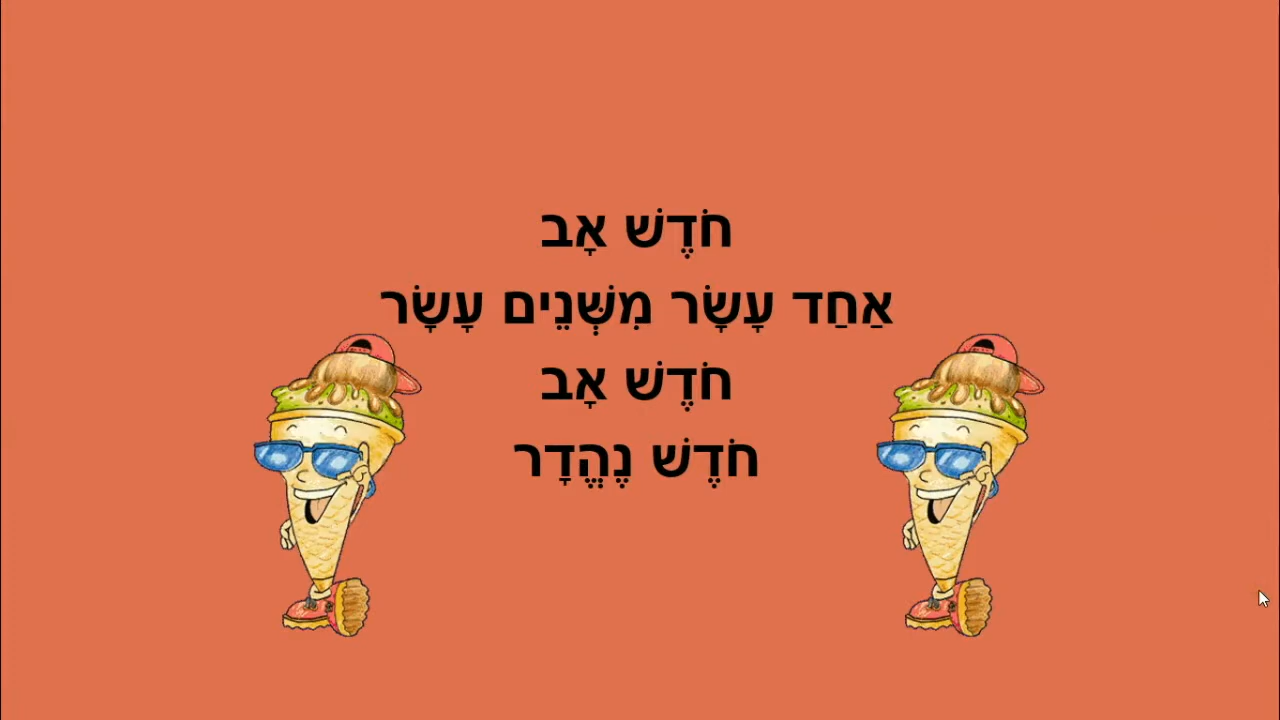 חֹדֶשׁ אָב
אַחַד עָשָׂר מִשְּׁנֵים עָשָׂר
חֹדֶשׁ אָב
חֹדֶשׁ נֶהֱדָר